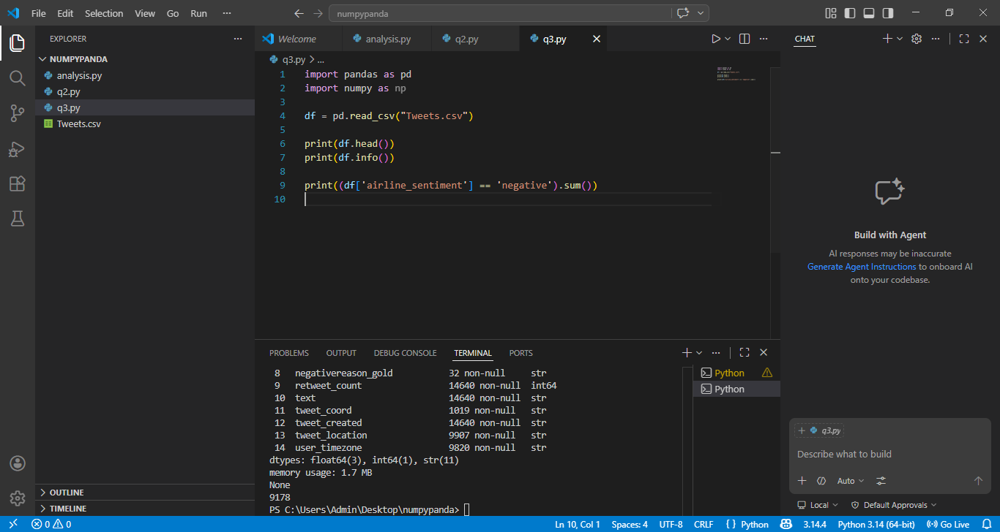 File Edit Selection View Go Run ···
numpypanda
EXPLORER
NUMPYPANDA
analysis.py
q2.py
q3.py
Tweets.csv
OUTLINE
TIMELINE
Welcome
analysis.py
q2.py
q3.py
q3.py > ...
1 import pandas as pd
2 import numpy as np
3
4 df = pd.read_csv("Tweets.csv")
5
6 print(df.head())
7 print(df.info())
8
9 print((df['airline_sentiment'] == 'negative').sum())
10
PROBLEMS OUTPUT DEBUG CONSOLE TERMINAL PORTS
8 negativereason_gold 32 non-null str
9 retweet_count 14640 non-null int64
10 text 14640 non-null str
11 tweet_coord 1019 non-null str
12 tweet_created 14640 non-null str
13 tweet_location 9907 non-null str
14 user_timezone 9820 non-null str
dtypes: float64(3), int64(1), str(11)
memory usage: 1.7 MB
None
9178
PS C:\Users\Admin\Desktop\numpypanda>
Python
Python
CHAT
Build with Agent
AI responses may be inaccurate
Generate Agent Instructions to onboard AI
onto your codebase.
q3.py
Describe what to build
Auto
Local Default Approvals
0 0
Ln 10, Col 1 Spaces: 4 UTF-8 CRLF { } Python 3.14.4 Python 3.14 (64-bit) Go Live